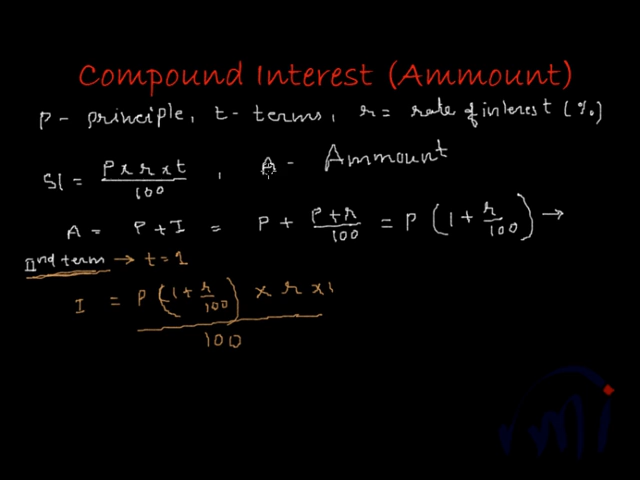 Compound Interest (Ammount)
P - principle, t - terms, r = rate of interest (%)
SI = P x r x t / 100 , A - Ammount
A = P + I = P + P+r / 100 = P (1 + r/100) →
IInd term → t = 1
I = P (1 + r/100) x r x 1 / 100
rmi